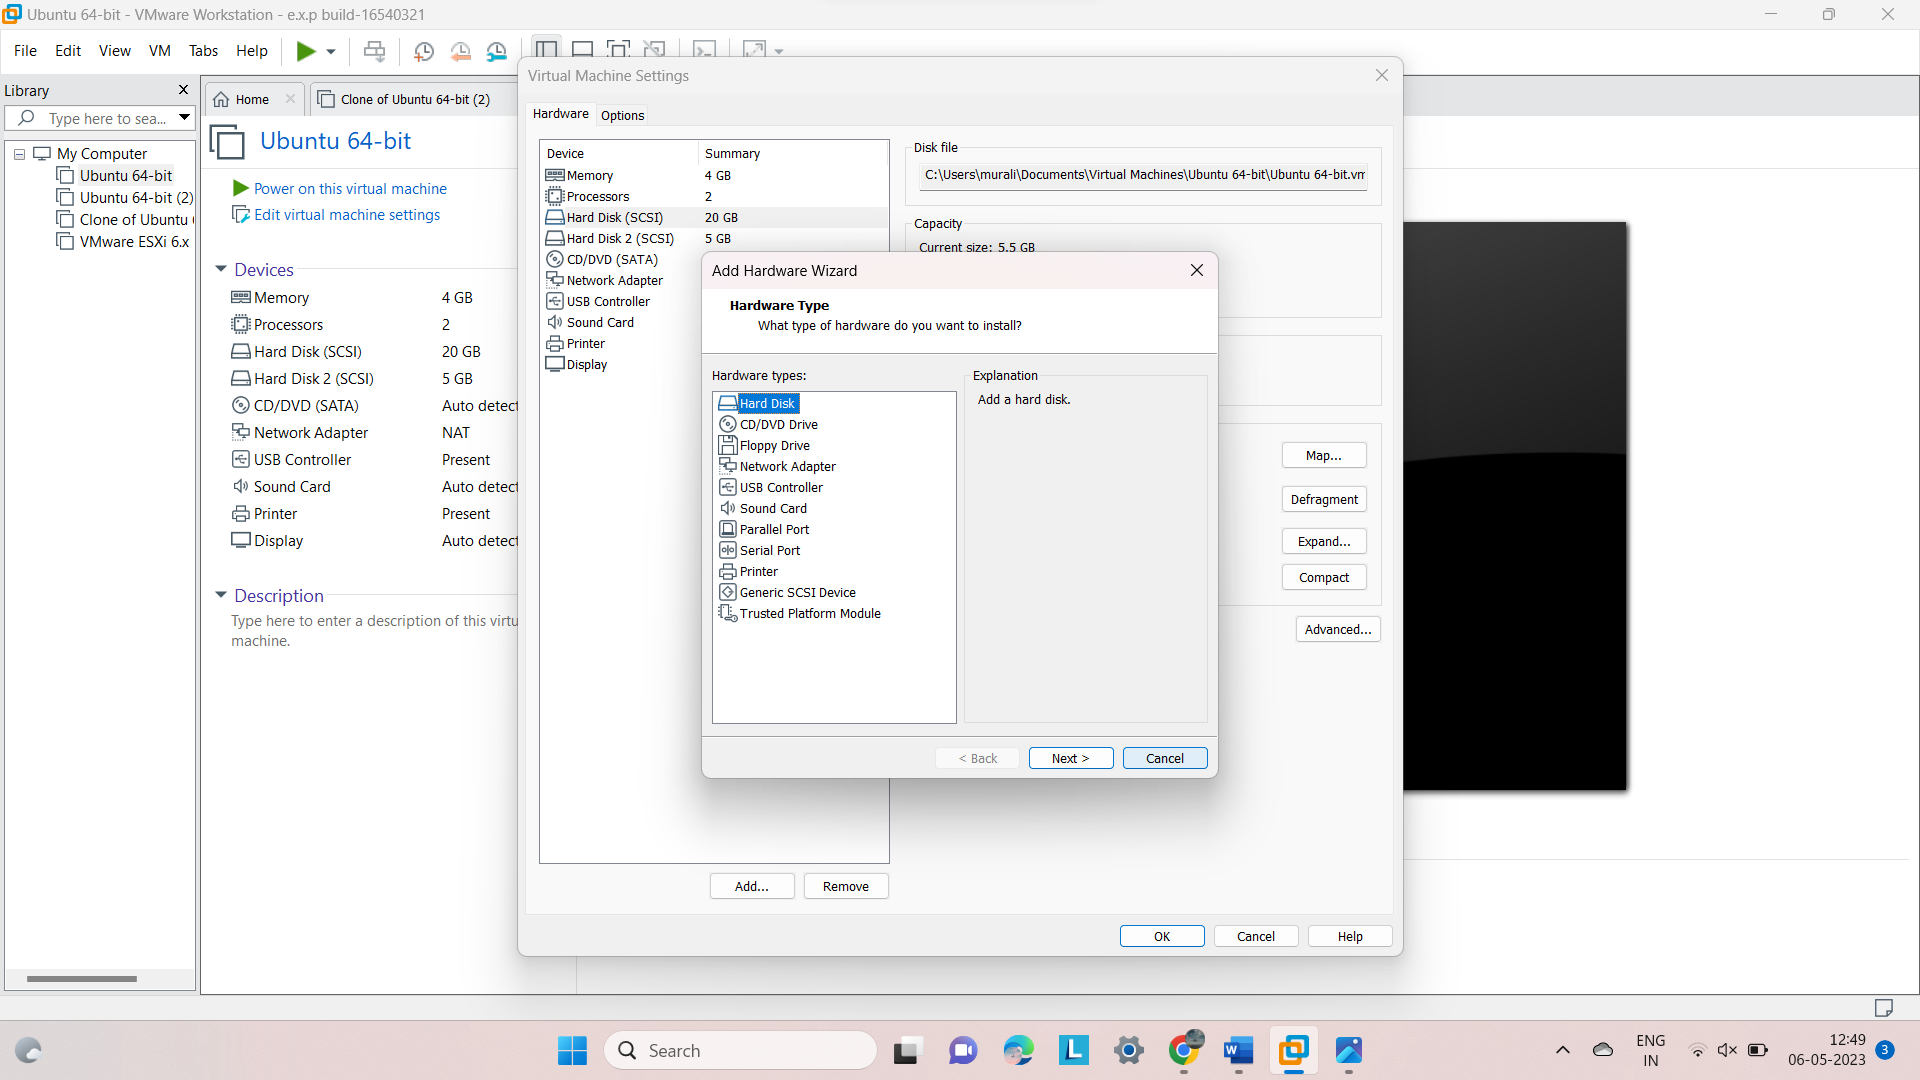 Ubuntu 64-bit - VMware Workstation - e.x.p build-16540321
File Edit View VM Tabs Help
Library
Type here to sea...
My Computer
Ubuntu 64-bit
Ubuntu 64-bit (2)
Clone of Ubuntu
VMware ESXi 6.x
Home
Clone of Ubuntu 64-bit (2)
Ubuntu 64-bit
Power on this virtual machine
Edit virtual machine settings
Devices
Memory 4 GB
Processors 2
Hard Disk (SCSI) 20 GB
Hard Disk 2 (SCSI) 5 GB
CD/DVD (SATA) Auto detect
Network Adapter NAT
USB Controller Present
Sound Card Auto detect
Printer Present
Display Auto detect
Description
Type here to enter a description of this virtu
machine.
Virtual Machine Settings
Hardware Options
Device Summary
Memory 4 GB
Processors 2
Hard Disk (SCSI) 20 GB
Hard Disk 2 (SCSI) 5 GB
CD/DVD (SATA)
Network Adapter
USB Controller
Sound Card
Printer
Display
Add... Remove
Disk file
C:\Users\murali\Documents\Virtual Machines\Ubuntu 64-bit\Ubuntu 64-bit.vm
Capacity
Current size: 5.5 GB
Map...
Defragment
Expand...
Compact
Advanced...
OK Cancel Help
Add Hardware Wizard
Hardware Type
What type of hardware do you want to install?
Hardware types:
Hard Disk
CD/DVD Drive
Floppy Drive
Network Adapter
USB Controller
Sound Card
Parallel Port
Serial Port
Printer
Generic SCSI Device
Trusted Platform Module
Explanation
Add a hard disk.
< Back Next > Cancel
Search
L
W
ENG
IN
12:49
06-05-2023
3